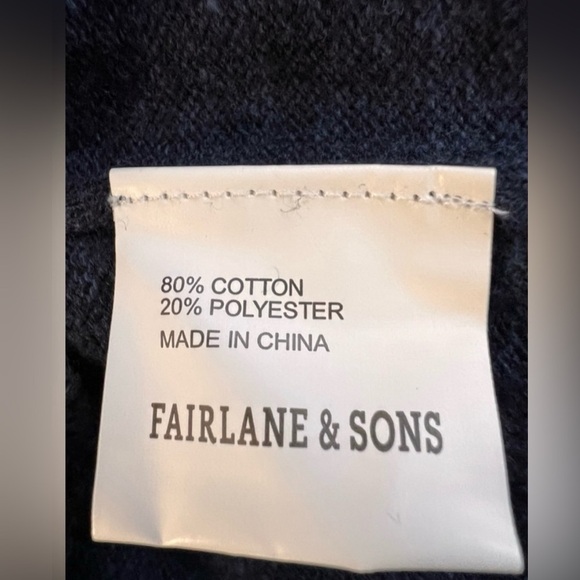 80% COTTON
20% POLYESTER
MADE IN CHINA
FAIRLANE & SONS